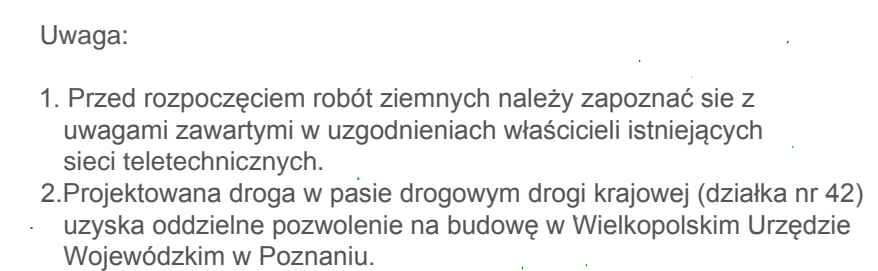 Uwaga:
1. Przed rozpoczęciem robót ziemnych należy zapoznać sie z
uwagami zawartymi w uzgodnieniach właścicieli istniejących
sieci teletechnicznych.
2.Projektowana droga w pasie drogowym drogi krajowej (działka nr 42)
uzyska oddzielne pozwolenie na budowę w Wielkopolskim Urzędzie
Wojewódzkim w Poznaniu.